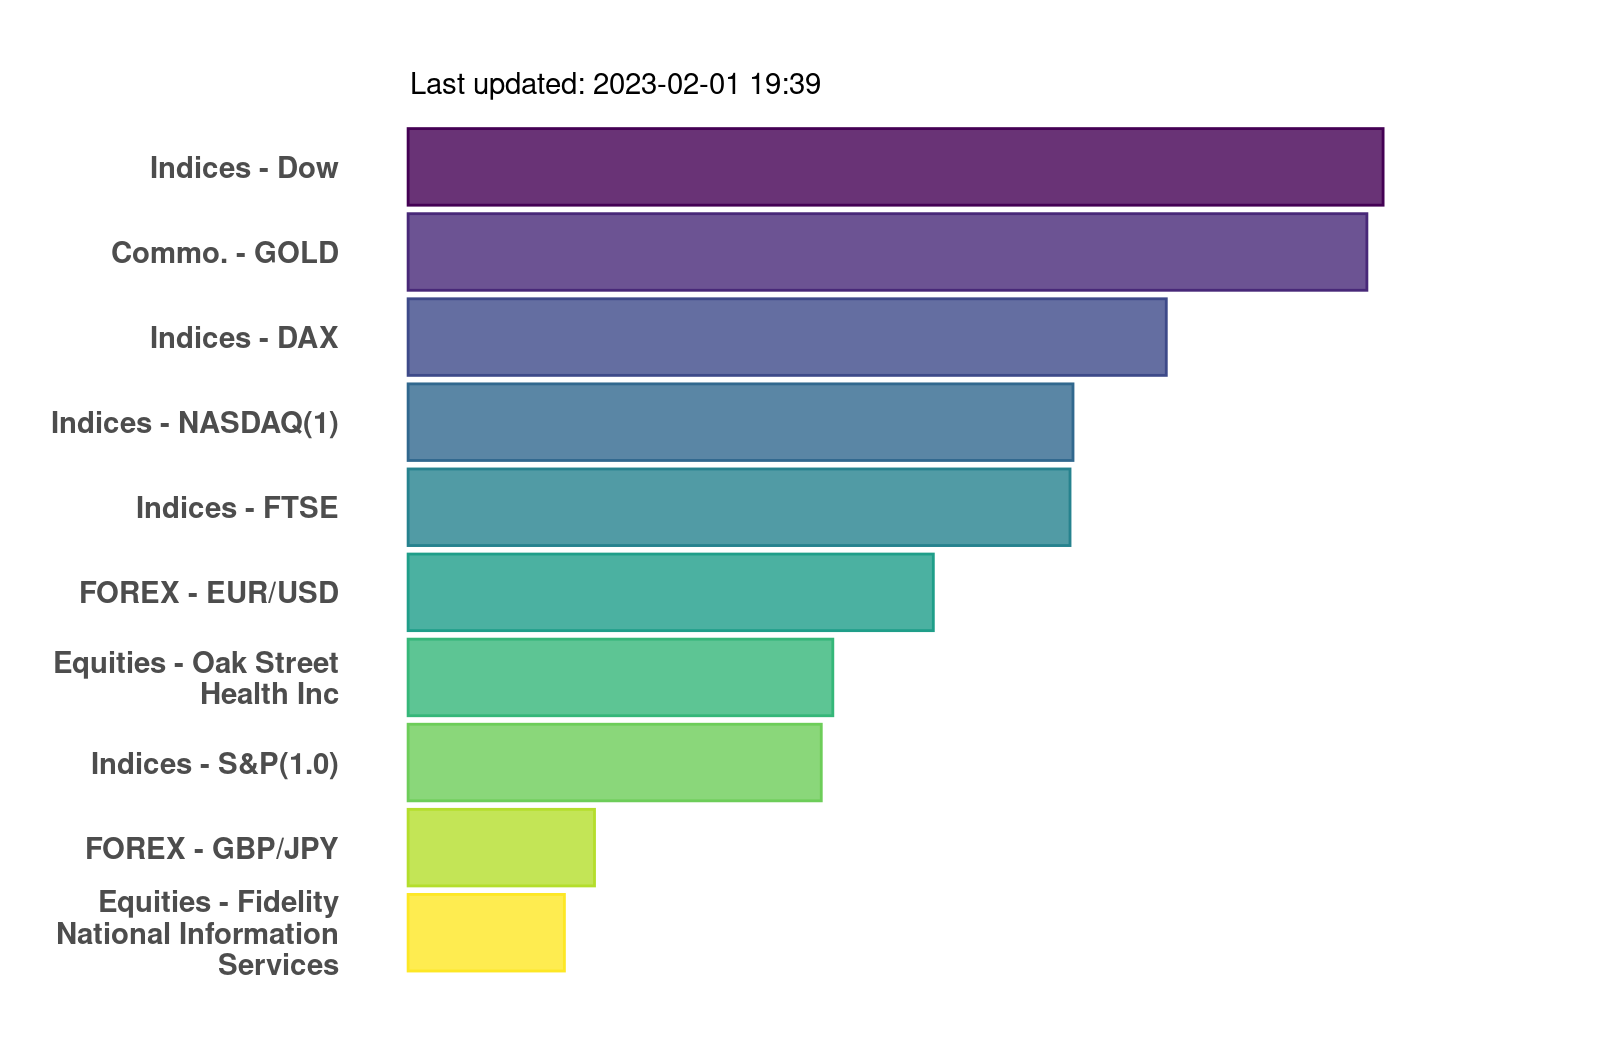 Last updated: 2023-02-01 19:39
Indices - Dow
Commo. - GOLD
Indices - DAX
Indices - NASDAQ(1)
Indices - FTSE
FOREX - EUR/USD
Equities - Oak Street
Health Inc
Indices - S&P(1.0)
FOREX - GBP/JPY
Equities - Fidelity
National Information
Services